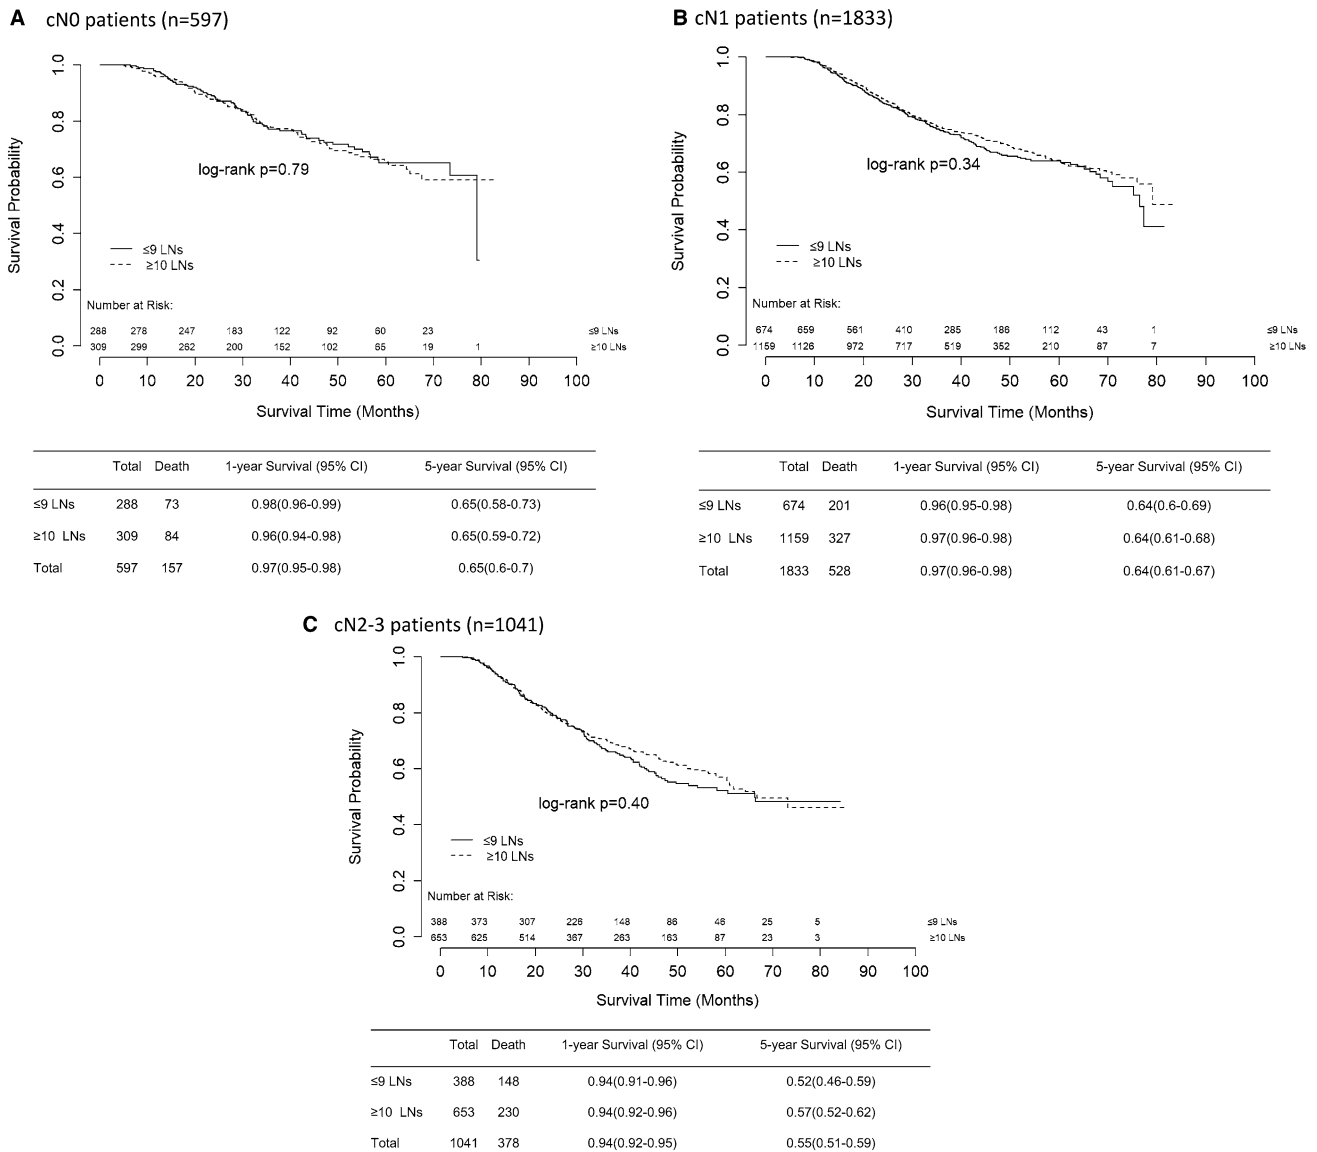 A cN0 patients (n=597)
1.0
0.8
0.6
0.4
0.2
0.0
Survival Probability
log-rank p=0.79
≤9 LNs
≥10 LNs
Number at Risk:
288 278 247 183 122 92 60 23 ≤9 LNs
309 299 262 200 152 102 65 19 1 ≥10 LNs
0 10 20 30 40 50 60 70 80 90 100
Survival Time (Months)
Total Death 1-year Survival (95% CI) 5-year Survival (95% CI)
≤9 LNs 288 73 0.98(0.96-0.99) 0.65(0.58-0.73)
≥10 LNs 309 84 0.96(0.94-0.98) 0.65(0.59-0.72)
Total 597 157 0.97(0.95-0.98) 0.65(0.6-0.7)
B cN1 patients (n=1833)
1.0
0.8
0.6
0.4
0.2
0.0
Survival Probability
log-rank p=0.34
≤9 LNs
≥10 LNs
Number at Risk:
674 659 561 410 285 186 112 43 1 ≤9 LNs
1159 1126 972 717 519 352 210 87 7 ≥10 LNs
0 10 20 30 40 50 60 70 80 90 100
Survival Time (Months)
Total Death 1-year Survival (95% CI) 5-year Survival (95% CI)
≤9 LNs 674 201 0.96(0.95-0.98) 0.64(0.6-0.69)
≥10 LNs 1159 327 0.97(0.96-0.98) 0.64(0.61-0.68)
Total 1833 528 0.97(0.96-0.98) 0.64(0.61-0.67)
C cN2-3 patients (n=1041)
1.0
0.8
0.6
0.4
0.2
0.0
Survival Probability
log-rank p=0.40
≤9 LNs
≥10 LNs
Number at Risk:
388 373 307 226 148 86 46 25 5 ≤9 LNs
653 625 514 367 263 163 87 23 3 ≥10 LNs
0 10 20 30 40 50 60 70 80 90 100
Survival Time (Months)
Total Death 1-year Survival (95% CI) 5-year Survival (95% CI)
≤9 LNs 388 148 0.94(0.91-0.96) 0.52(0.46-0.59)
≥10 LNs 653 230 0.94(0.92-0.96) 0.57(0.52-0.62)
Total 1041 378 0.94(0.92-0.95) 0.55(0.51-0.59)